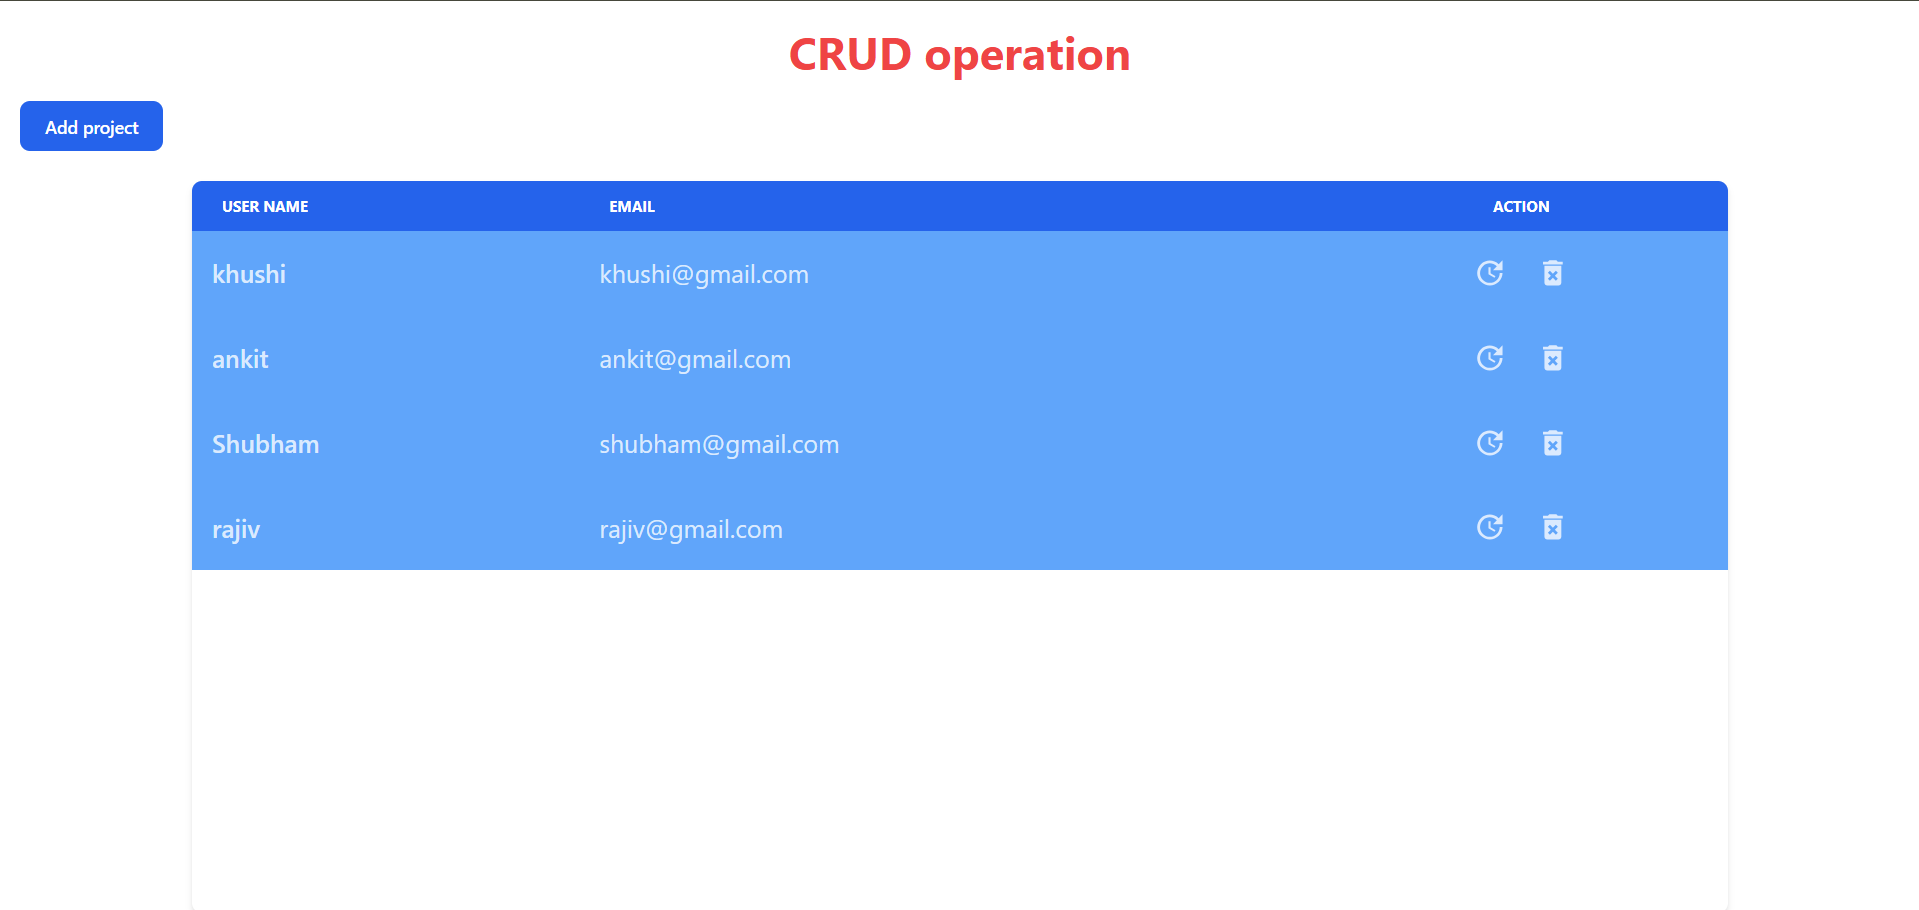 CRUD operation
Add project
USER NAME EMAIL ACTION
khushi khushi@gmail.com
ankit ankit@gmail.com
Shubham shubham@gmail.com
rajiv rajiv@gmail.com